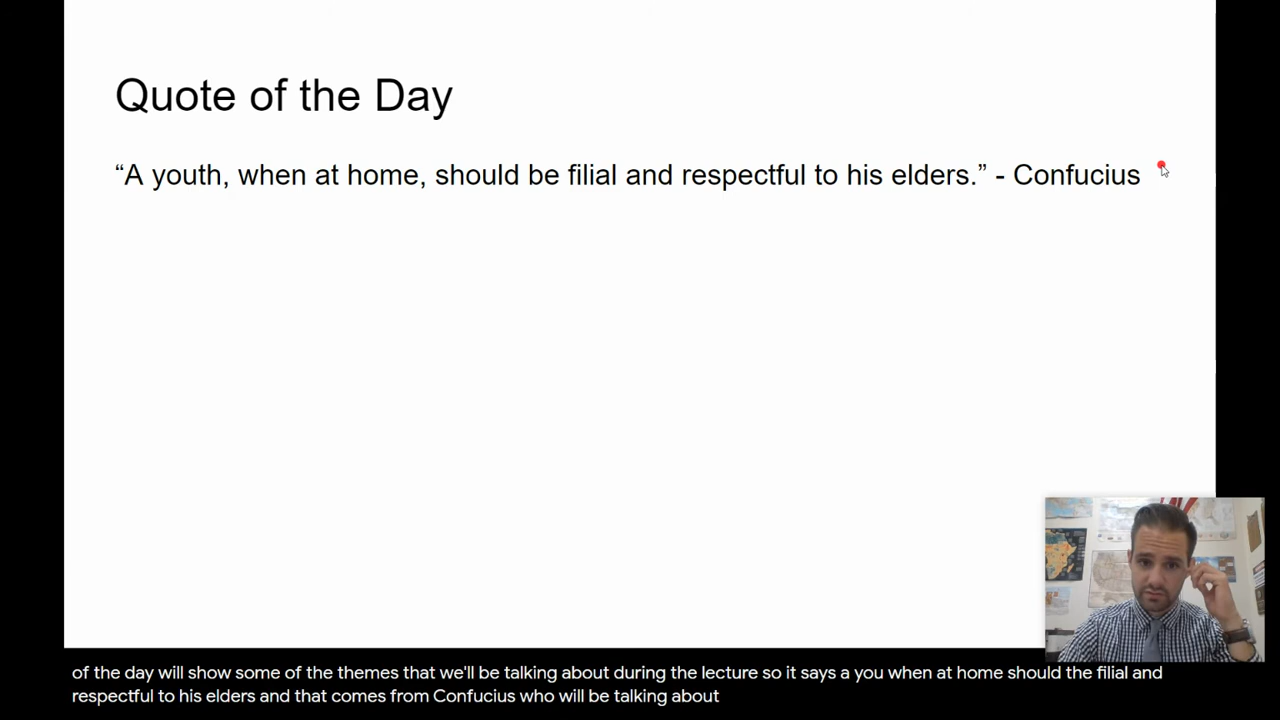 Quote of the Day
“A youth, when at home, should be filial and respectful to his elders.” - Confucius
of the day will show some of the themes that we'll be talking about during the lecture so it says a you when at home should the filial and
respectful to his elders and that comes from Confucius who will be talking about